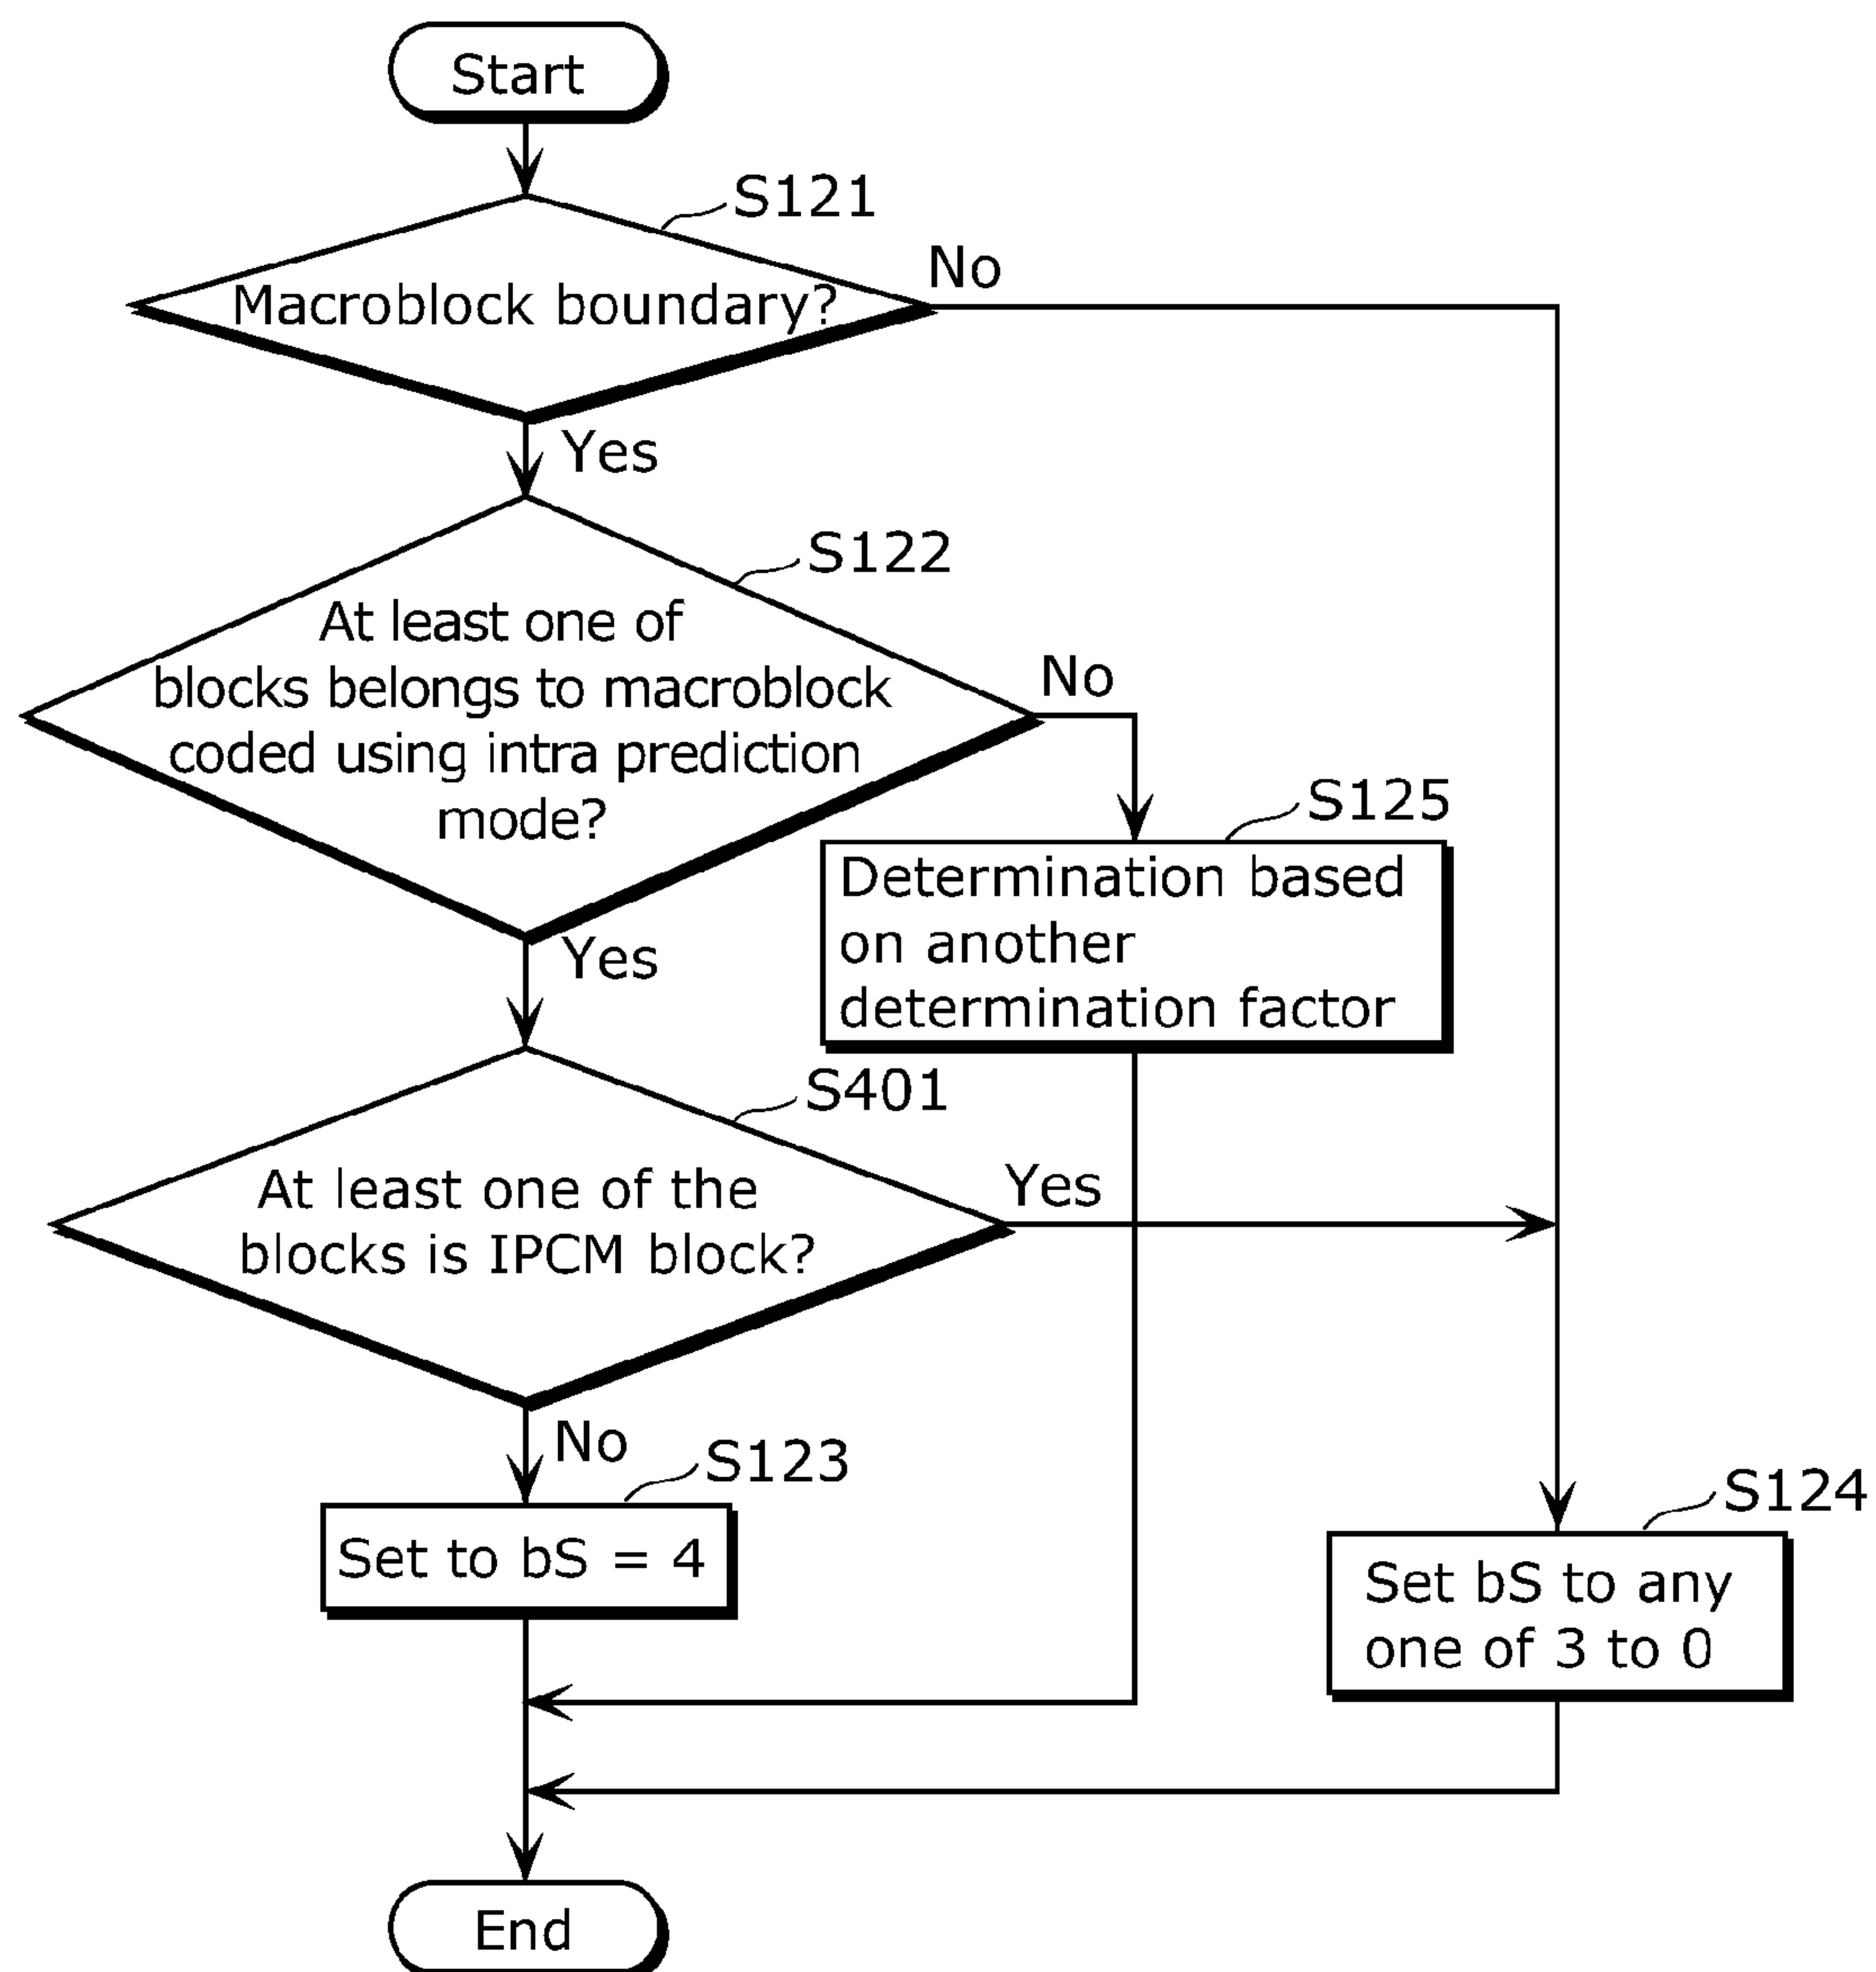 Start
S121
Macroblock boundary?
No
Yes
S122
At least one of
blocks belongs to macroblock
coded using intra prediction
mode?
No
S125
Determination based
on another
determination factor
Yes
S401
At least one of the
blocks is IPCM block?
Yes
No
S123
Set to bS = 4
S124
Set bS to any
one of 3 to 0
End